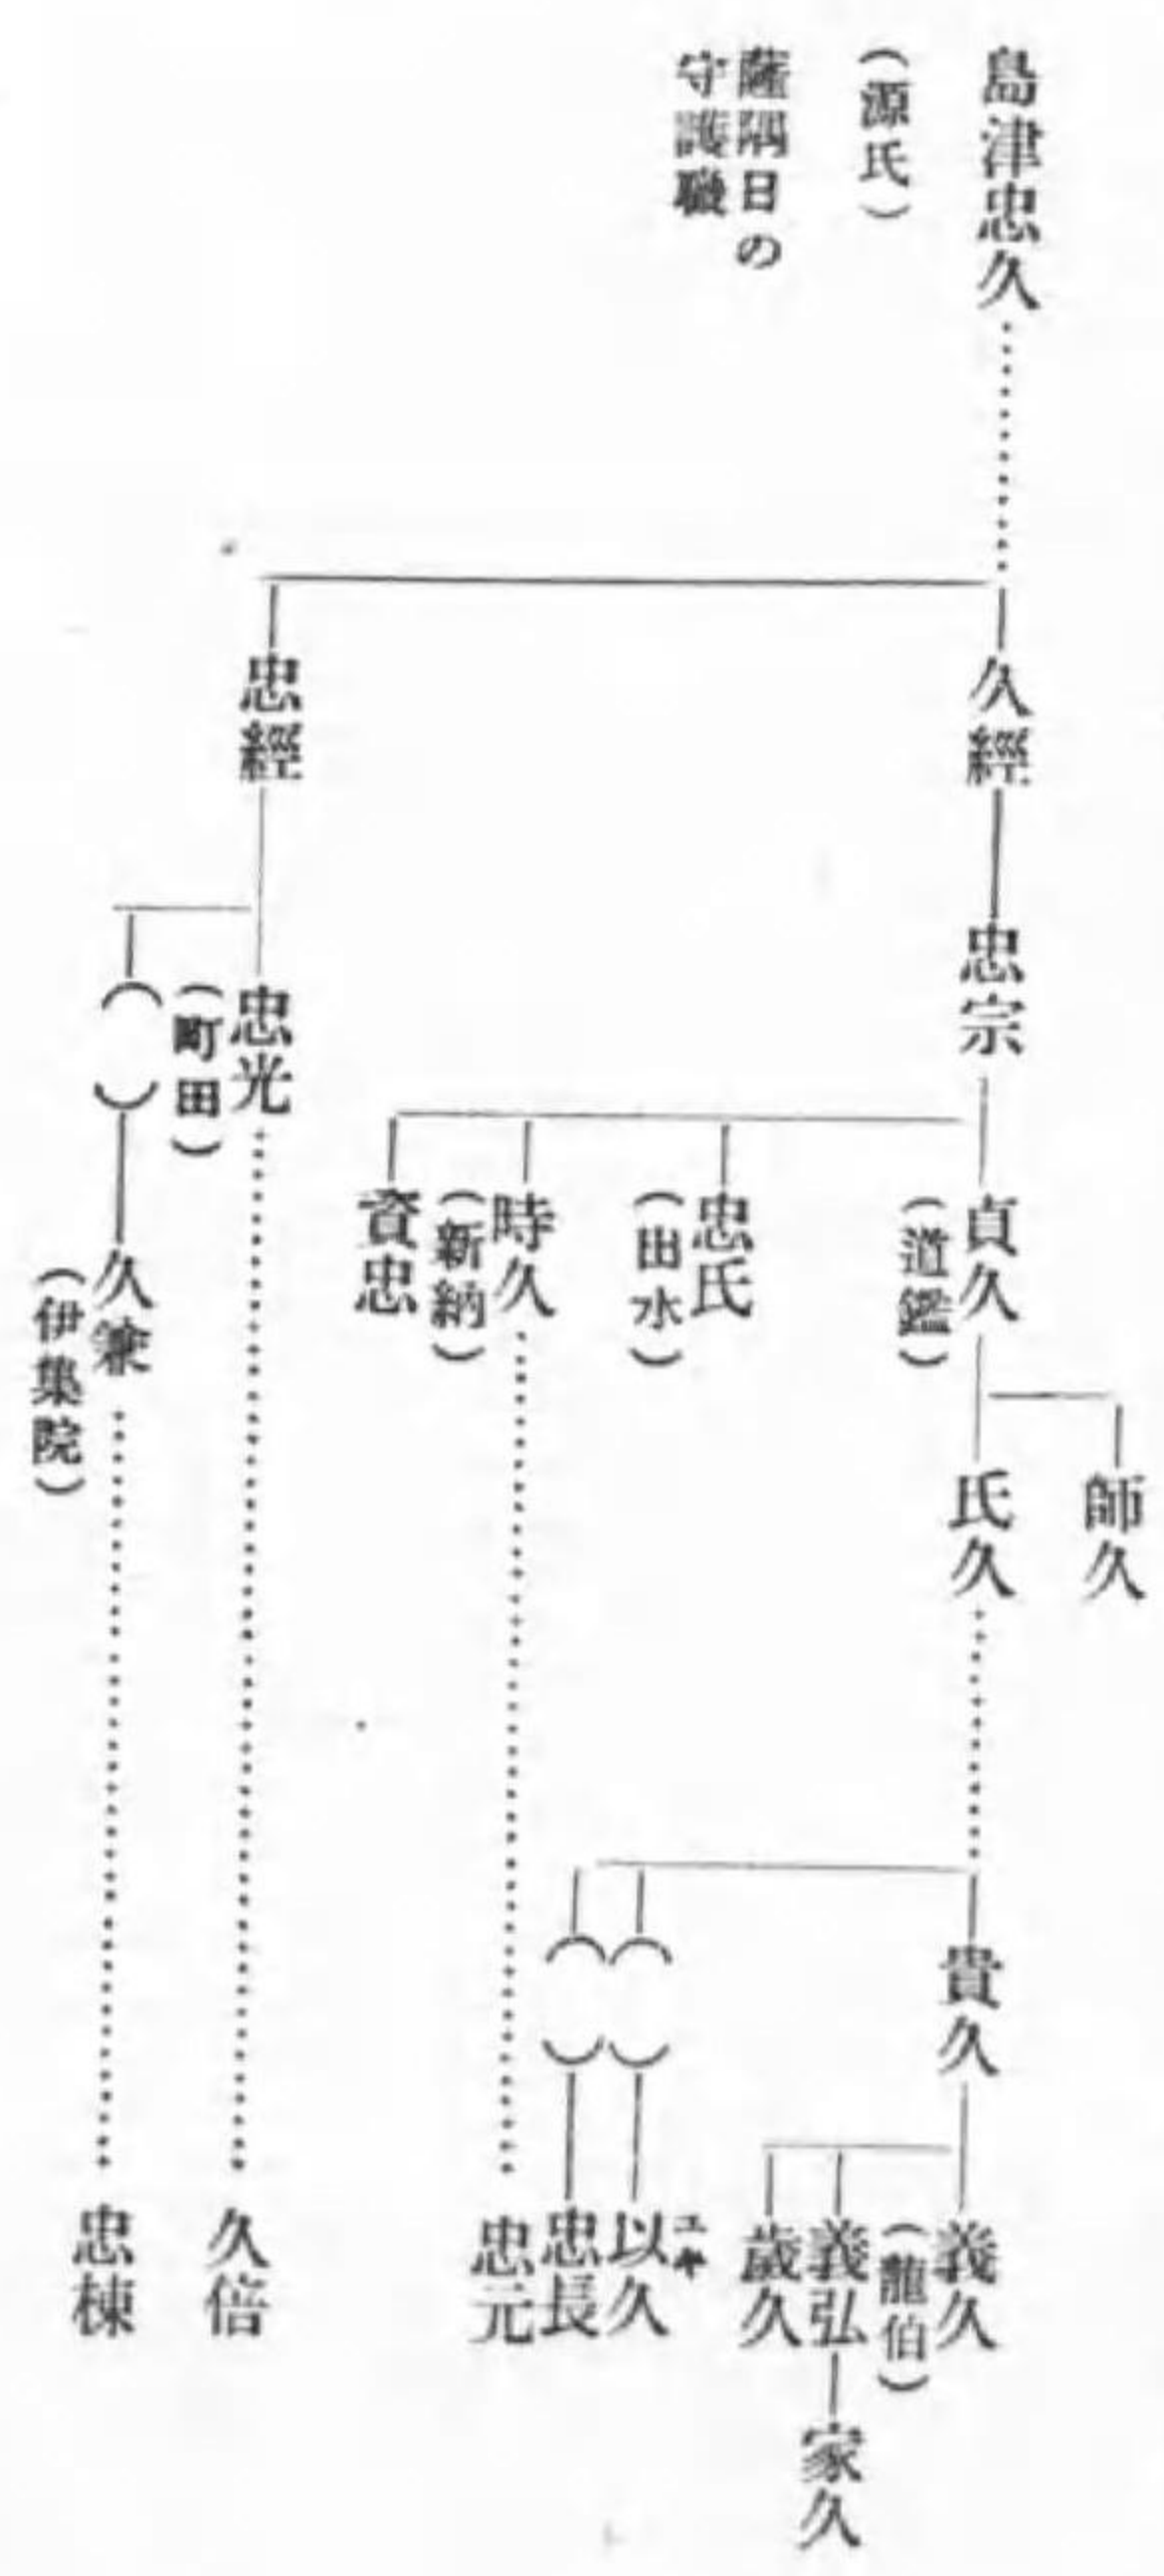 島津忠久
（源氏）
薩隅日の
守護職
久經
忠宗
貞久
（道鑑）
師久
氏久
貴久
義久
（龍伯）
義弘
家久
歲久
以久
ユキ
忠長
忠氏
（出水）
時久
（新納）
忠元
資忠
忠經
忠光
（町田）
久倍
（　）
久兼
（伊集院）
忠棟